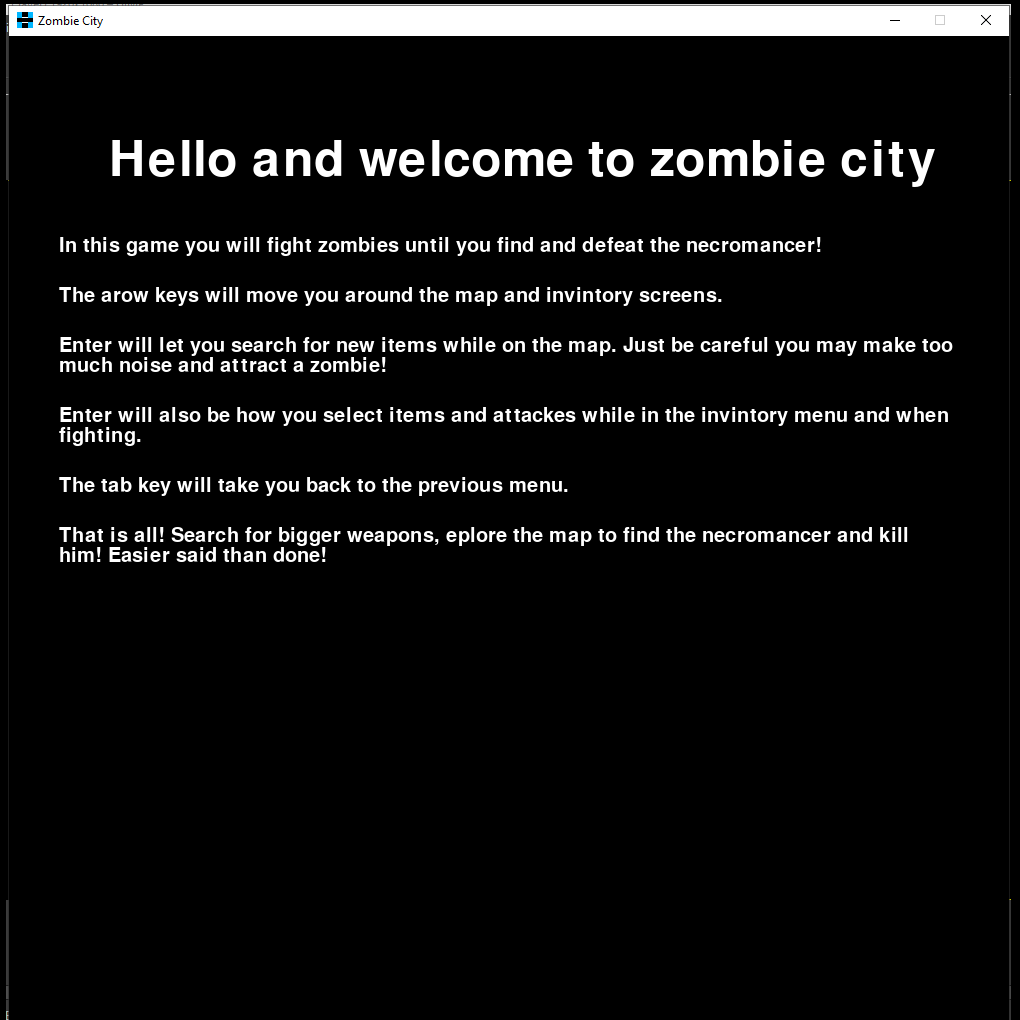 Zombie City
Hello and welcome to zombie city
In this game you will fight zombies until you find and defeat the necromancer!
The arow keys will move you around the map and invintory screens.
Enter will let you search for new items while on the map. Just be careful you may make too
much noise and attract a zombie!
Enter will also be how you select items and attackes while in the invintory menu and when
fighting.
The tab key will take you back to the previous menu.
That is all! Search for bigger weapons, eplore the map to find the necromancer and kill
him! Easier said than done!